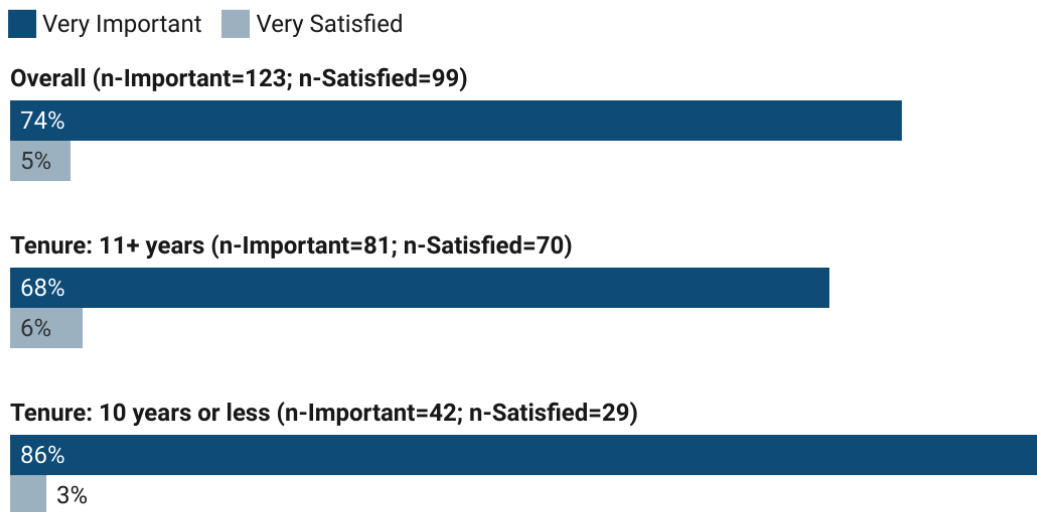 Very Important Very Satisfied
Overall (n-Important=123; n-Satisfied=99)
74%
5%
Tenure: 11+ years (n-Important=81; n-Satisfied=70)
68%
6%
Tenure: 10 years or less (n-Important=42; n-Satisfied=29)
86%
3%